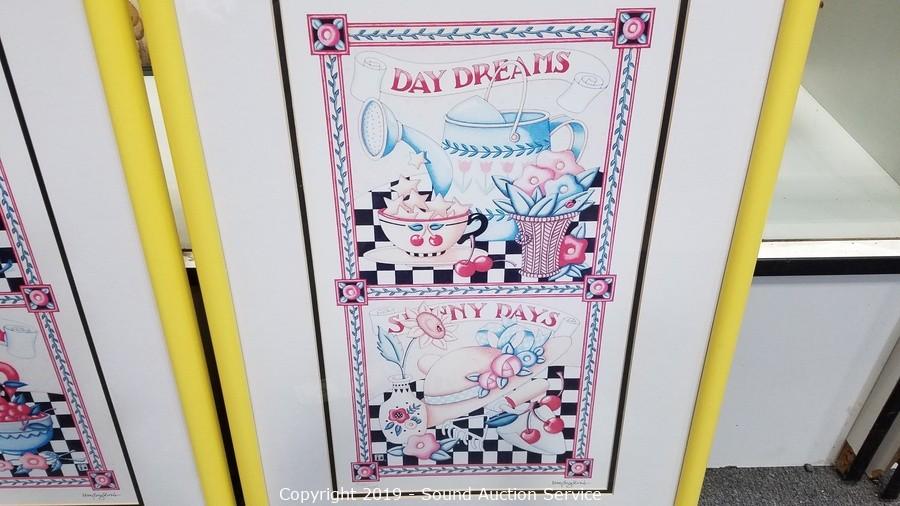 DAY DREAMS
SUNNY DAYS
Copyright 2019 - Sound Auction Service